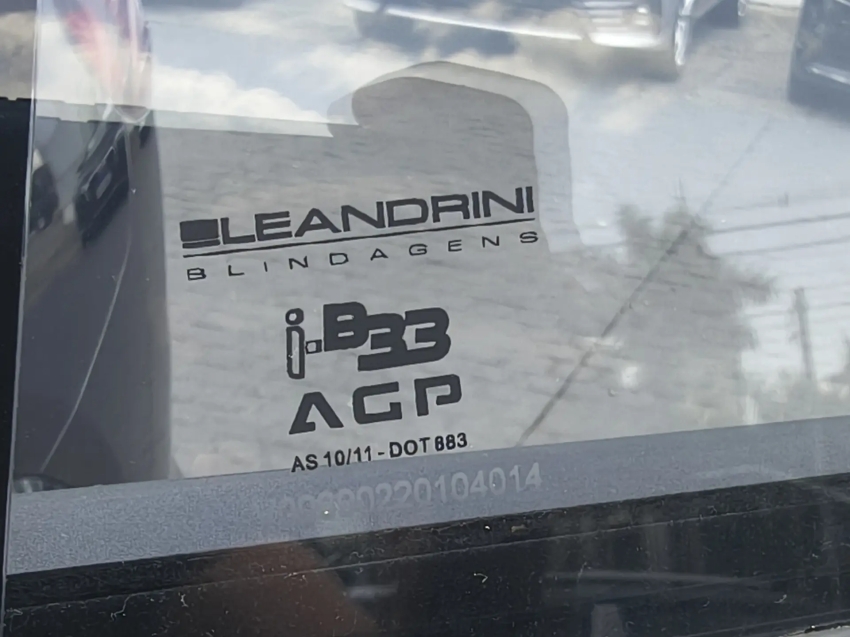 LEANDRINI
BLINDAGENS
i-B33
AGP
AS 10/11 - DOT 883